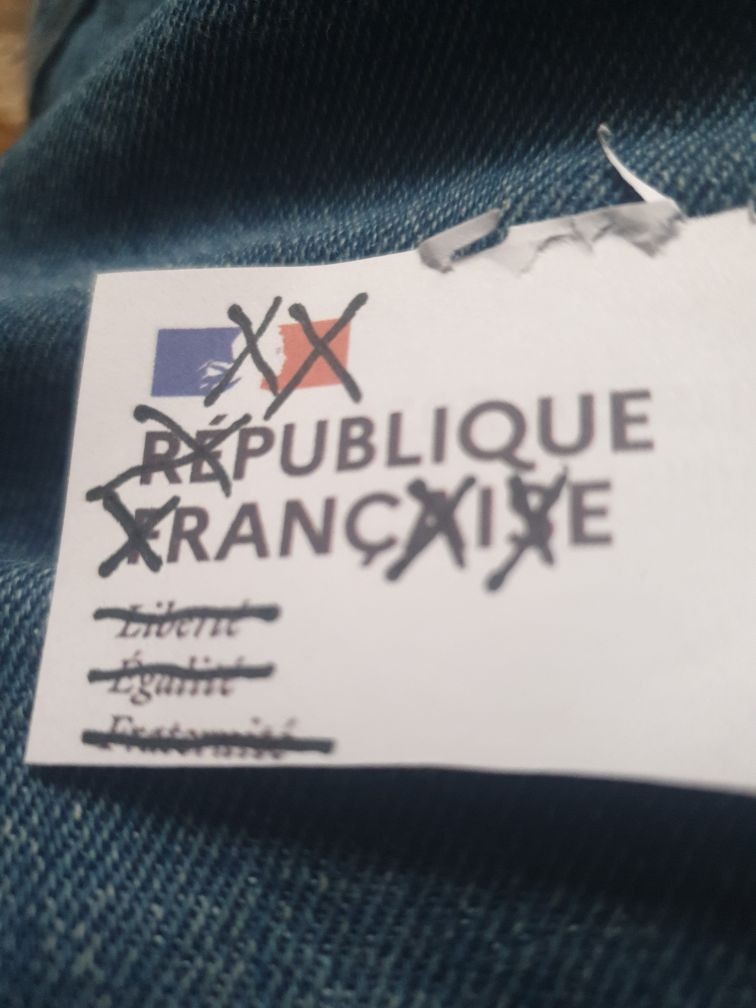 RÉPUBLIQUE
FRANÇAISE
Liberté
Égalité
Fraternité